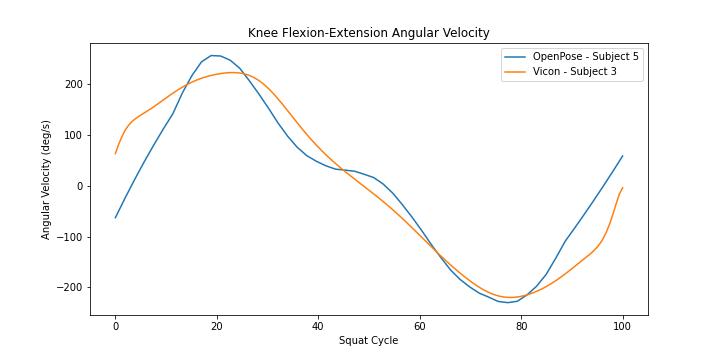 Knee Flexion-Extension Angular Velocity
OpenPose - Subject 5
Vicon - Subject 3
Angular Velocity (deg/s)
200
100
0
−100
−200
0
20
40
60
80
100
Squat Cycle